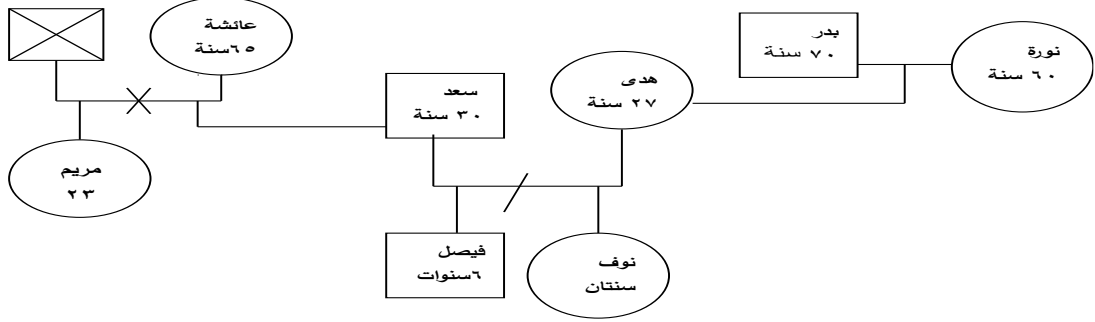 عائشة
٦٥سنة
بدر
٧٠ سنة
نورة
٦٠ سنة
هدى
٢٧ سنة
سعد
٣٠ سنة
مريم
٢٣
فيصل
٦سنوات
نوف
سنتان